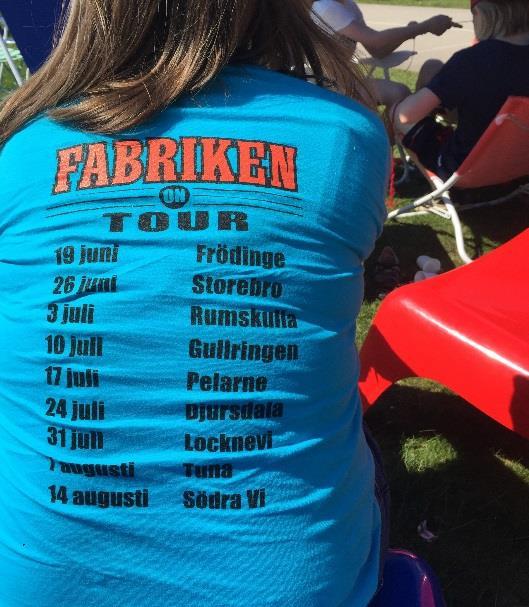 FABRIKEN
ON
TOUR
19 juni Frödinge
26 juni Storebro
3 juli Rumskulla
10 juli Gullringen
17 juli Pelarne
24 juli Djursdala
31 juli Locknevi
7 augusti Tuna
14 augusti Södra Vi